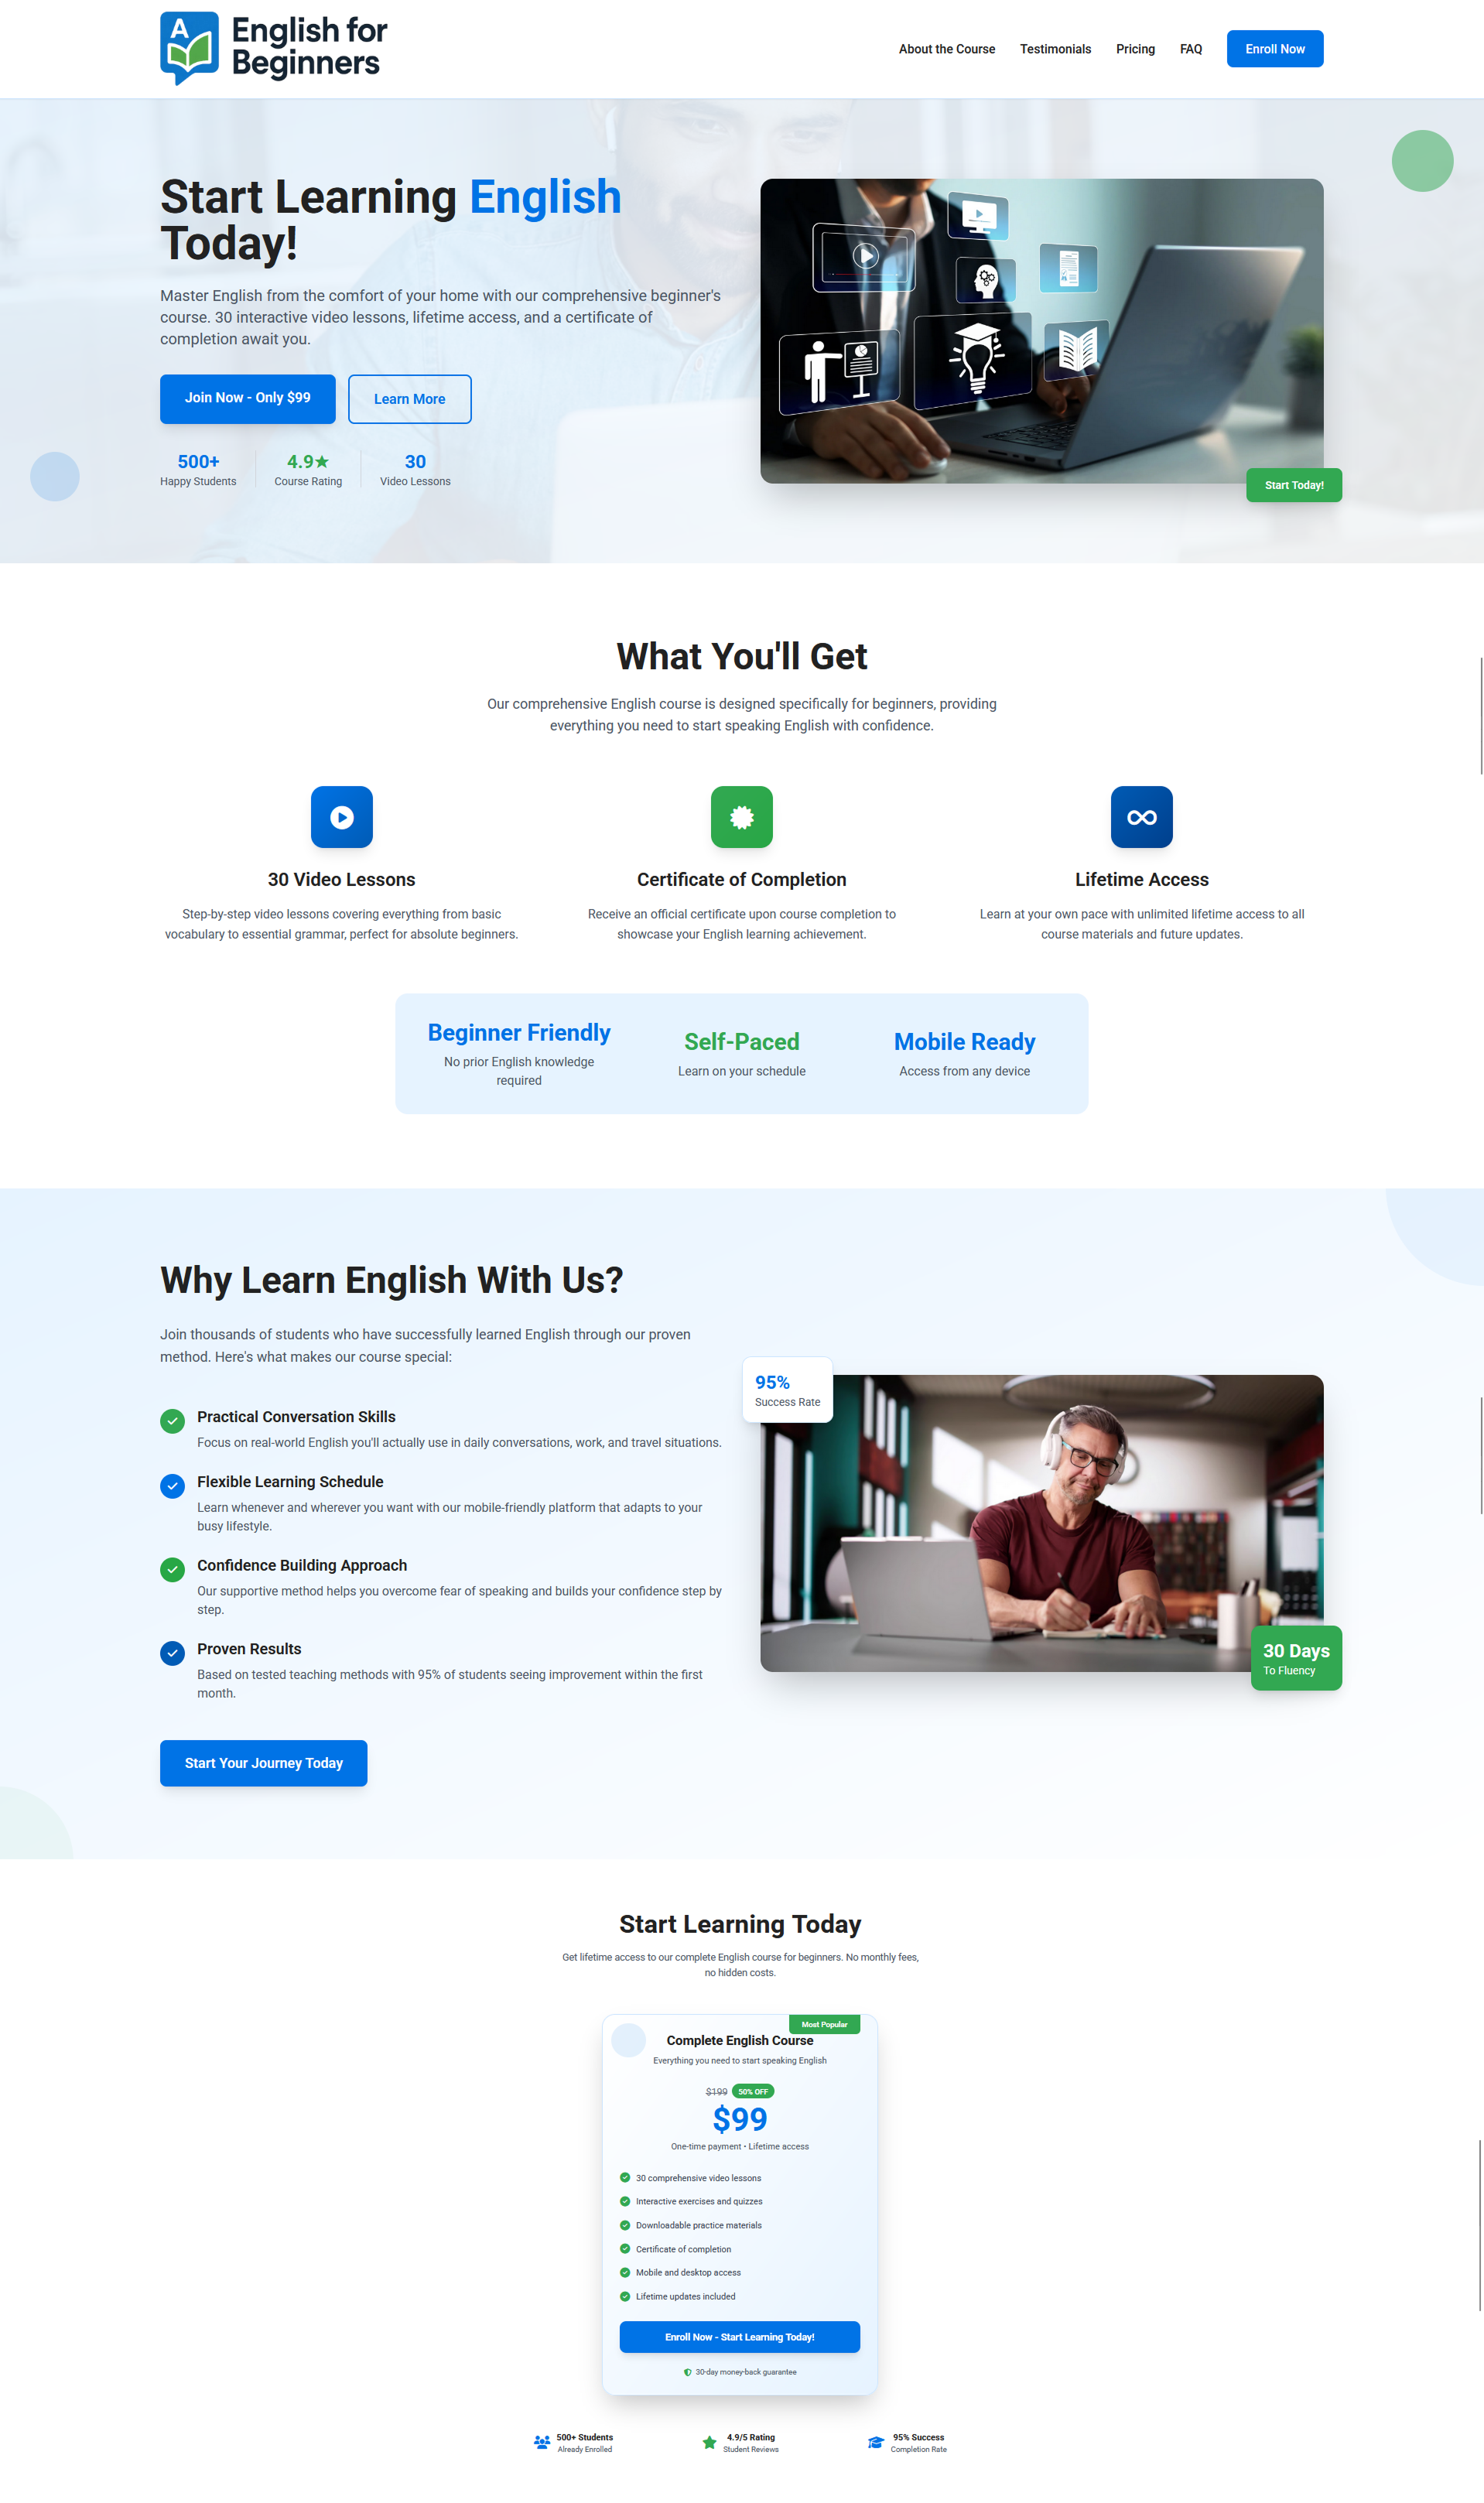 A
English for
Beginners
About the Course
Testimonials
Pricing
FAQ
Enroll Now
Start Learning English
Today!
Master English from the comfort of your home with our comprehensive beginner's
course. 30 interactive video lessons, lifetime access, and a certificate of
completion await you.
Join Now - Only $99
Learn More
500+
Happy Students
4.9★
Course Rating
30
Video Lessons
Start Today!
What You'll Get
Our comprehensive English course is designed specifically for beginners, providing
everything you need to start speaking English with confidence.
30 Video Lessons
Step-by-step video lessons covering everything from basic
vocabulary to essential grammar, perfect for absolute beginners.
Certificate of Completion
Receive an official certificate upon course completion to
showcase your English learning achievement.
Lifetime Access
Learn at your own pace with unlimited lifetime access to all
course materials and future updates.
Beginner Friendly
No prior English knowledge
required
Self-Paced
Learn on your schedule
Mobile Ready
Access from any device
Why Learn English With Us?
Join thousands of students who have successfully learned English through our proven
method. Here's what makes our course special:
Practical Conversation Skills
Focus on real-world English you'll actually use in daily conversations, work, and travel situations.
Flexible Learning Schedule
Learn whenever and wherever you want with our mobile-friendly platform that adapts to your
busy lifestyle.
Confidence Building Approach
Our supportive method helps you overcome fear of speaking and builds your confidence step by
step.
Proven Results
Based on tested teaching methods with 95% of students seeing improvement within the first
month.
Start Your Journey Today
95%
Success Rate
30 Days
To Fluency
Start Learning Today
Get lifetime access to our complete English course for beginners. No monthly fees,
no hidden costs.
Most Popular
Complete English Course
Everything you need to start speaking English
$199 50% OFF
$99
One-time payment • Lifetime access
30 comprehensive video lessons
Interactive exercises and quizzes
Downloadable practice materials
Certificate of completion
Mobile and desktop access
Lifetime updates included
Enroll Now - Start Learning Today!
30-day money-back guarantee
500+ Students
Already Enrolled
4.9/5 Rating
Student Reviews
95% Success
Completion Rate